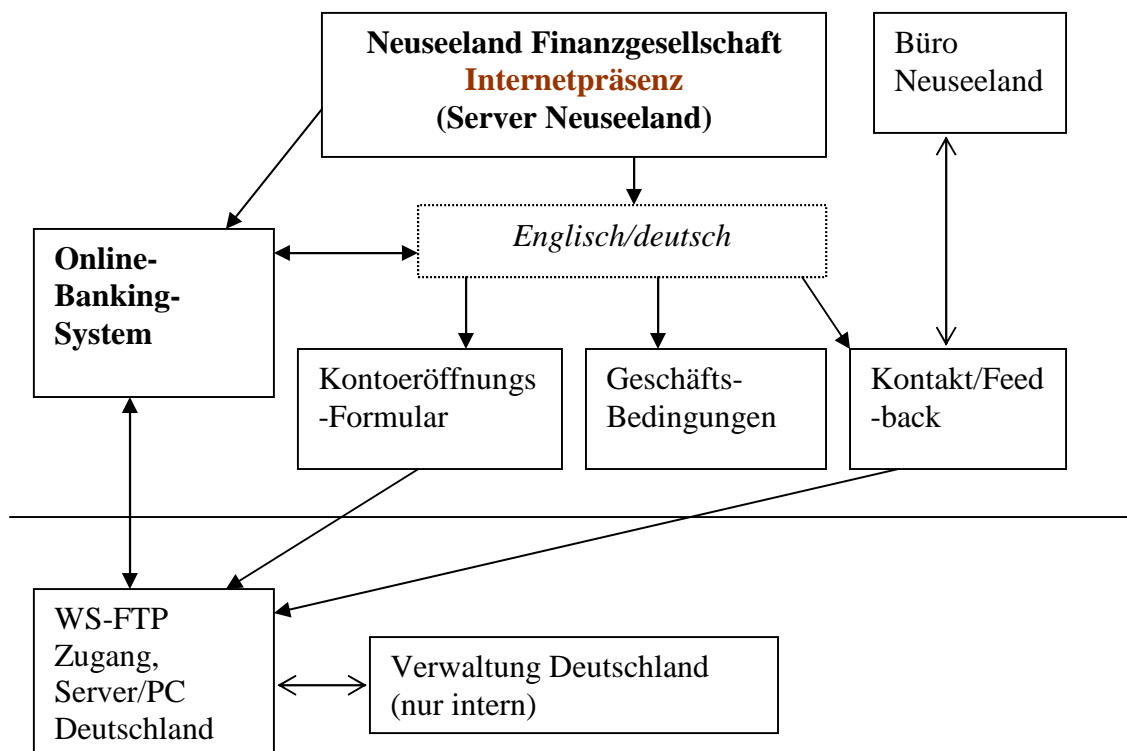 Neuseeland Finanzgesellschaft
Internetpräsenz
(Server Neuseeland)
Büro
Neuseeland
Englisch/deutsch
Online-
Banking-
System
Kontoeröffnungs
-Formular
Geschäfts-
Bedingungen
Kontakt/Feed
-back
WS-FTP
Zugang,
Server/PC
Deutschland
Verwaltung Deutschland
(nur intern)